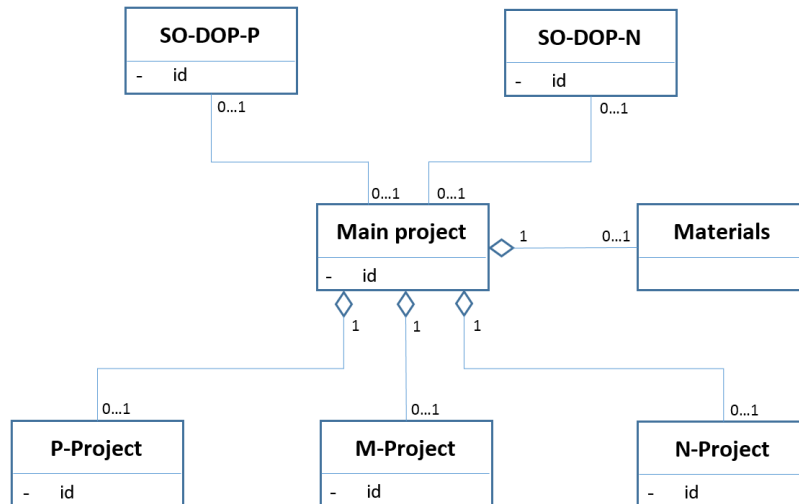 SO-DOP-P
- id
0...1
SO-DOP-N
- id
0...1
0...1
0...1
Main project
- id
1
0...1
Materials
1
1
1
0...1
0...1
0...1
P-Project
- id
M-Project
- id
N-Project
- id